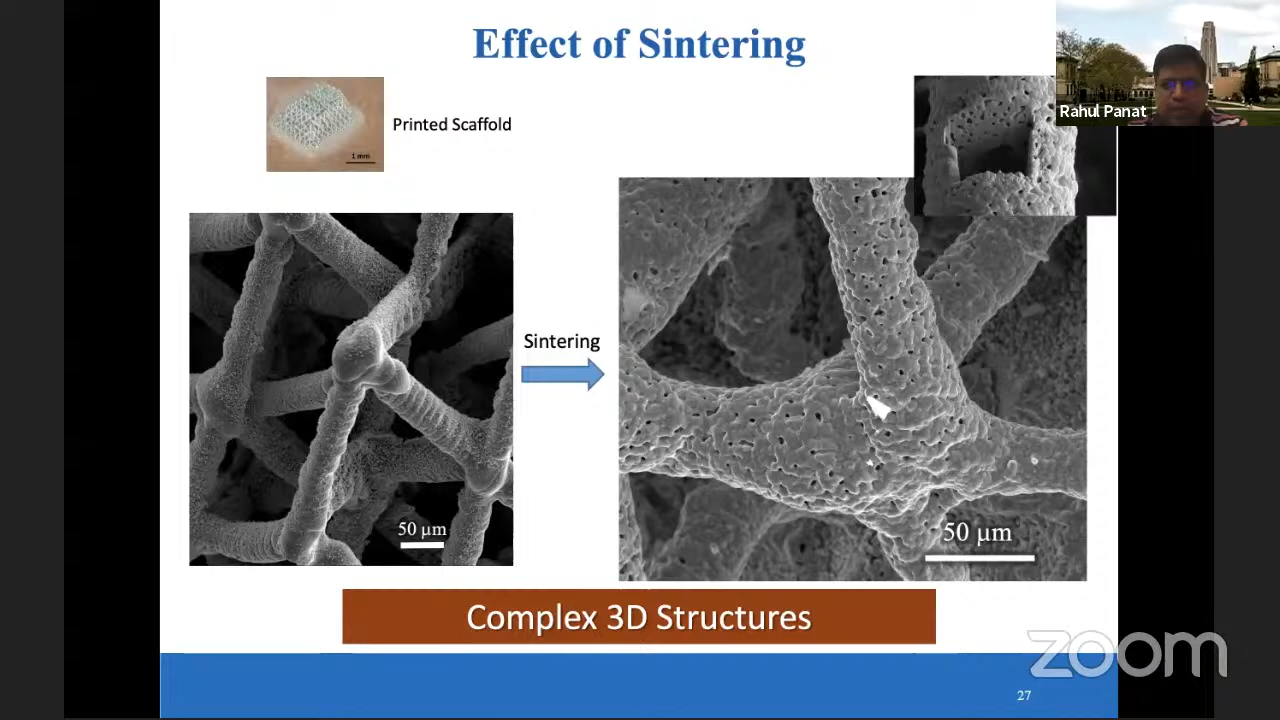 Effect of Sintering
Rahul Panat
Printed Scaffold
1 mm
Sintering
50 µm
50 µm
Complex 3D Structures
zoom
27